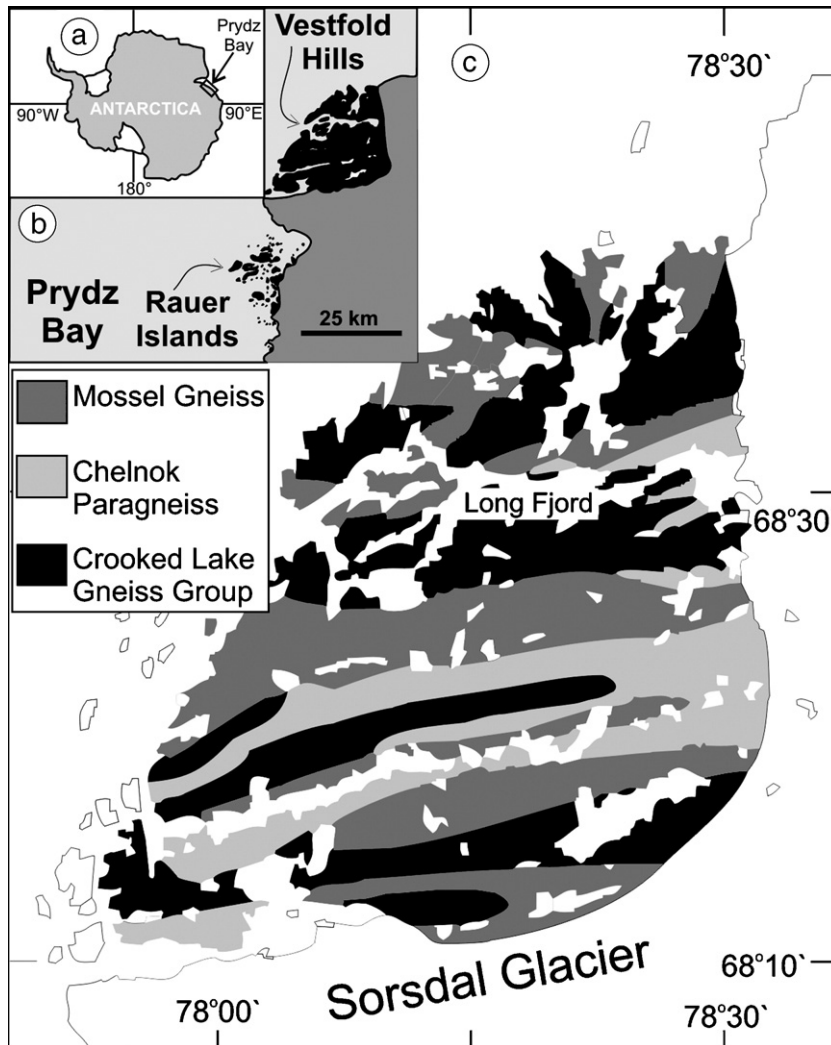 a
Prydz
Bay
ANTARCTICA
90°W
90°E
180°
Vestfold
Hills
b
Prydz
Bay
Rauer
Islands
25 km
c
78°30`
Mossel Gneiss
Chelnok
Paragneiss
Crooked Lake
Gneiss Group
Long Fjord
68°30
Sorsdal Glacier
68°10`
78°00`
78°30`